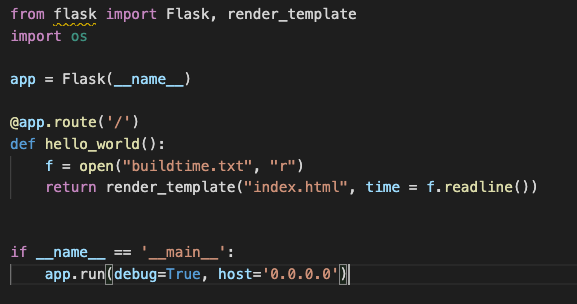 from flask import Flask, render_template
import os
app = Flask(__name__)
@app.route('/')
def hello_world():
    f = open("buildtime.txt", "r")
    return render_template("index.html", time = f.readline())
if __name__ == '__main__':
    app.run(debug=True, host='0.0.0.0')